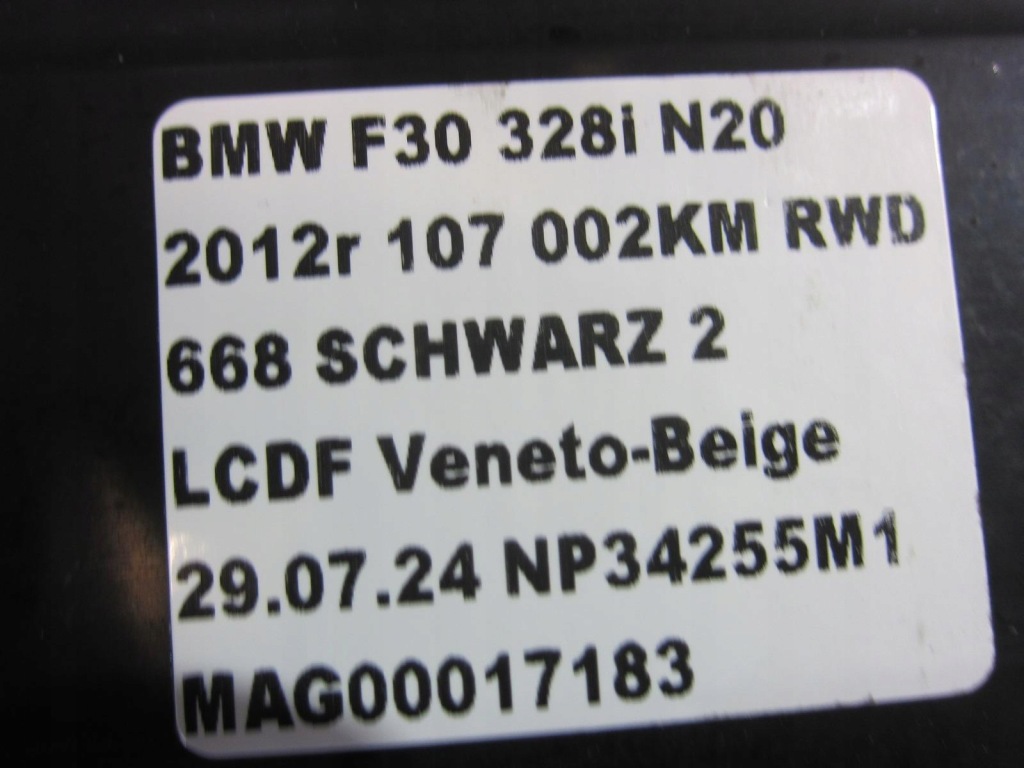 BMW F30 328i N20
2012r 107 002KM RWD
668 SCHWARZ 2
LCDF Veneto-Beige
29.07.24 NP34255M1
MAG00017183